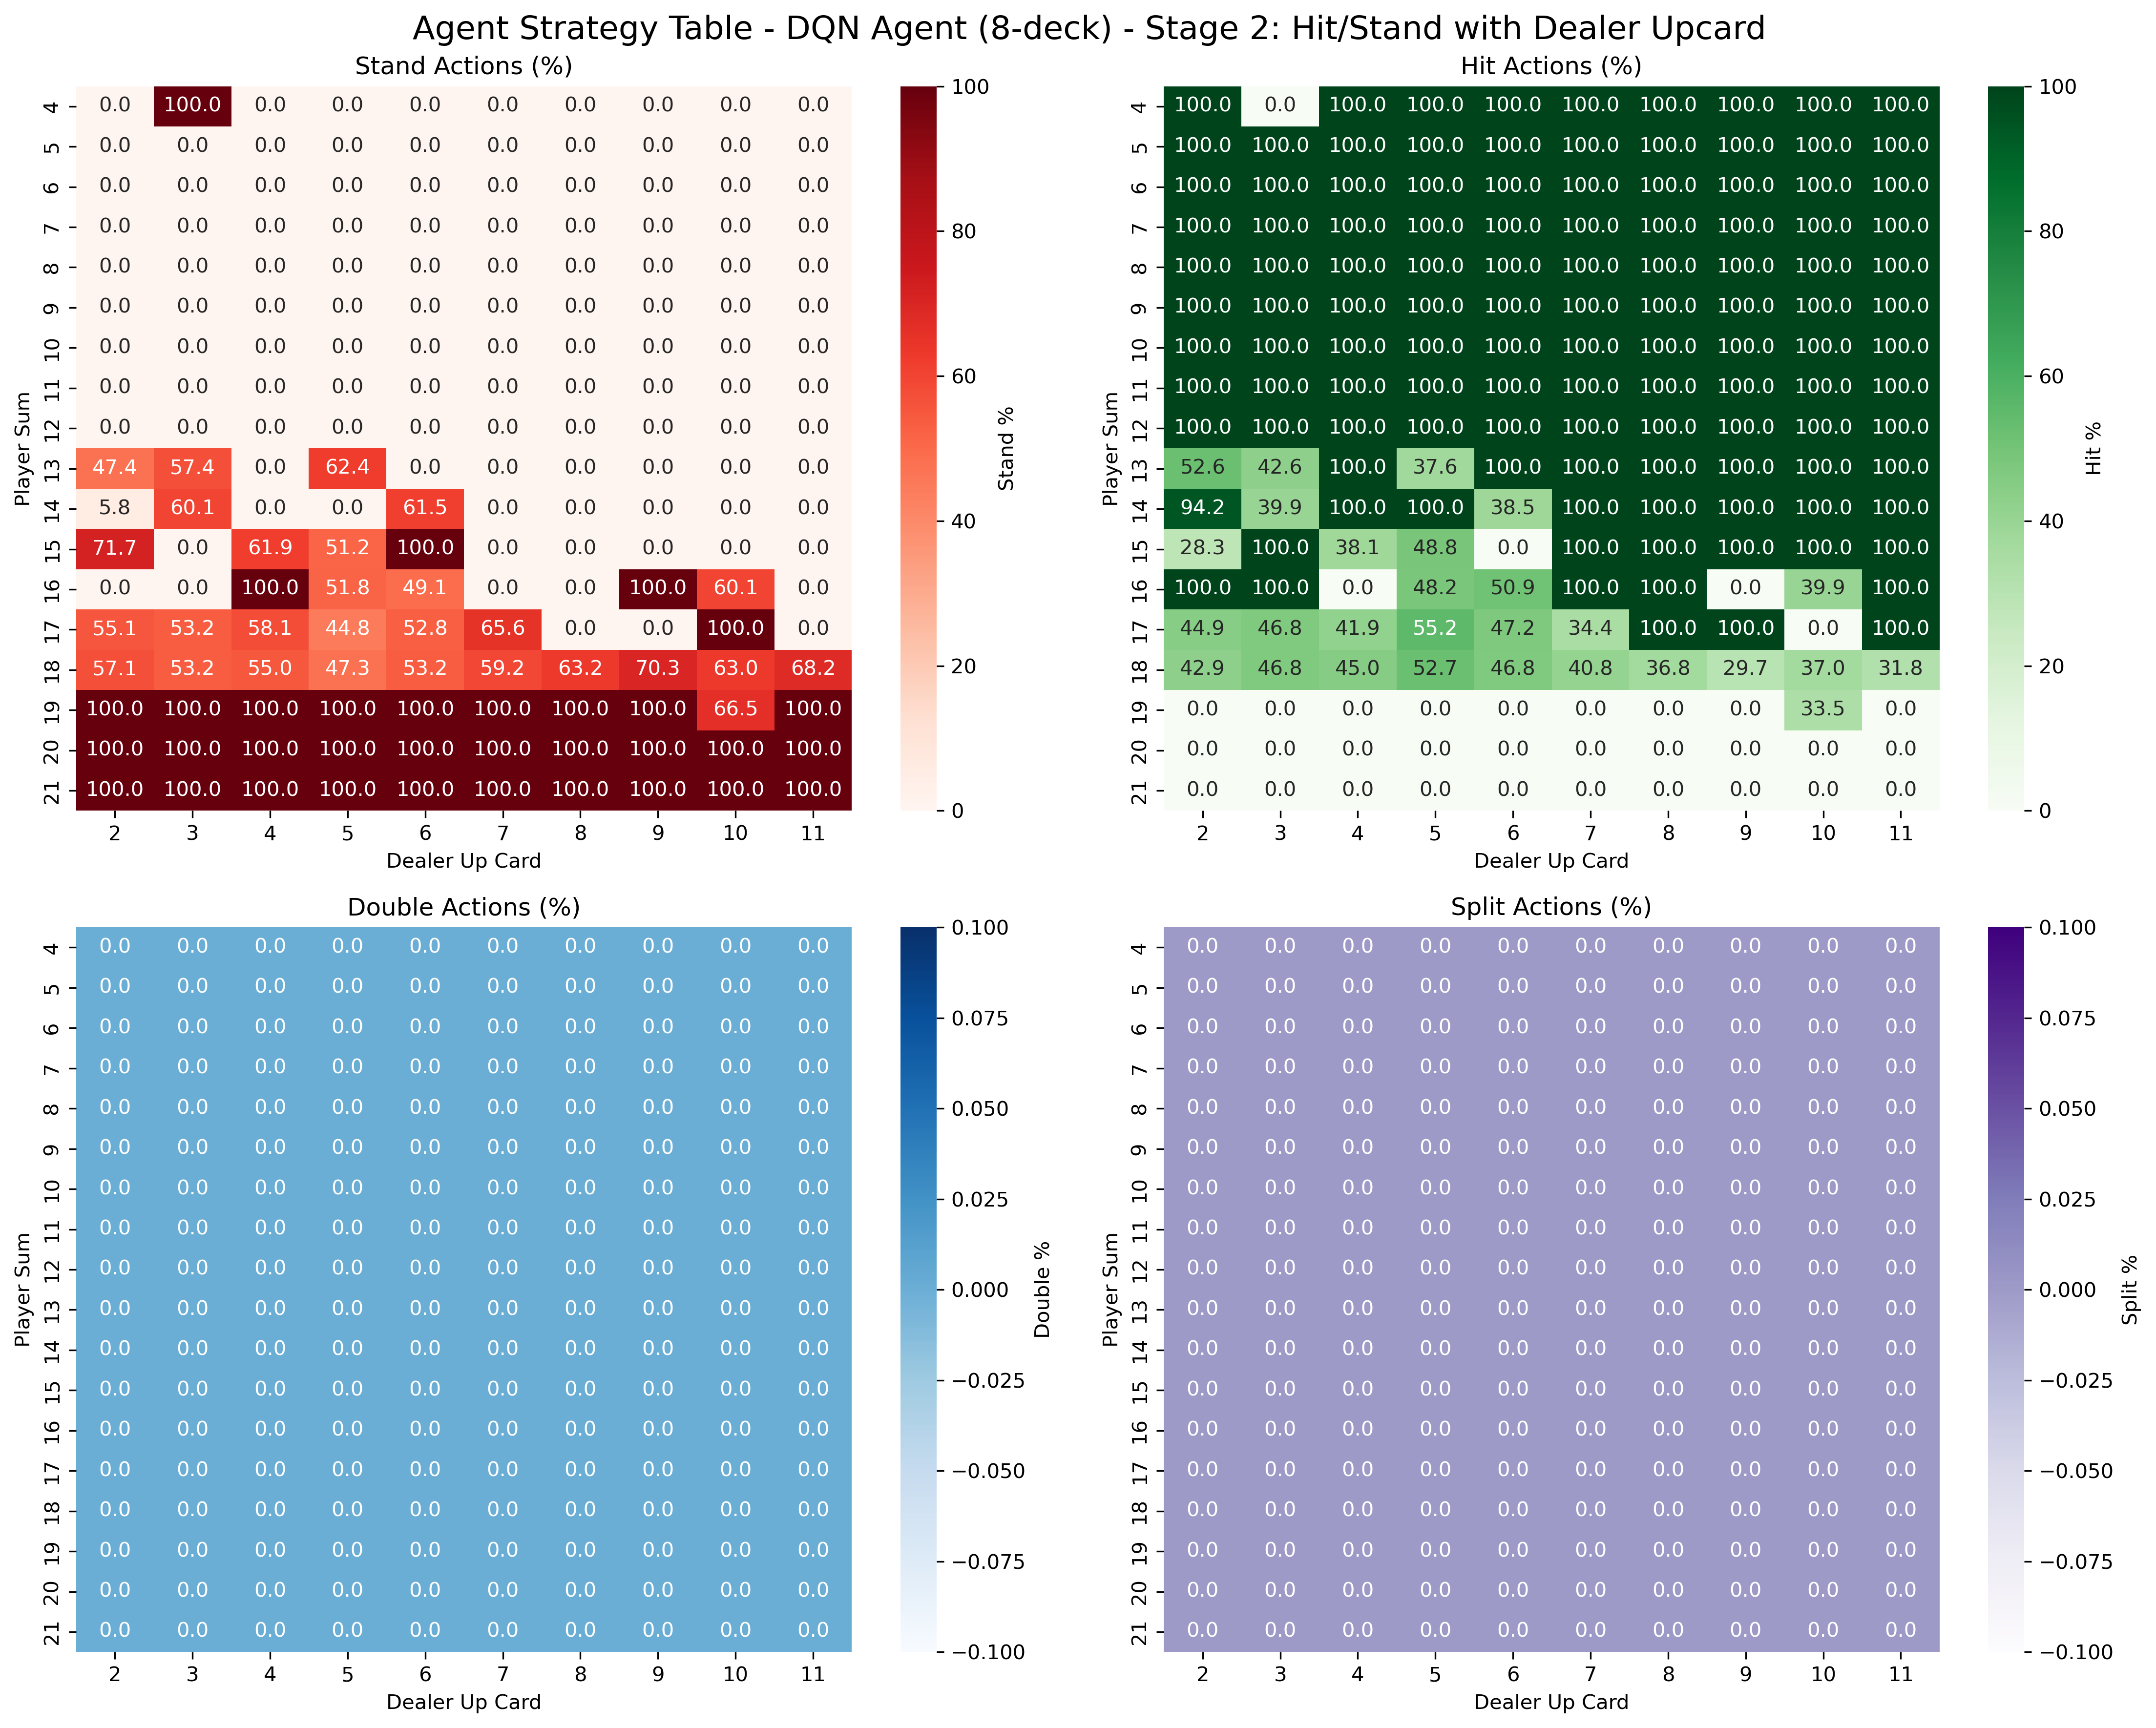 Agent Strategy Table - DQN Agent (8-deck) - Stage 2: Hit/Stand with Dealer Upcard
Stand Actions (%)
4 0.0 100.0 0.0 0.0 0.0 0.0 0.0 0.0 0.0 0.0
5 0.0 0.0 0.0 0.0 0.0 0.0 0.0 0.0 0.0 0.0
6 0.0 0.0 0.0 0.0 0.0 0.0 0.0 0.0 0.0 0.0
7 0.0 0.0 0.0 0.0 0.0 0.0 0.0 0.0 0.0 0.0
8 0.0 0.0 0.0 0.0 0.0 0.0 0.0 0.0 0.0 0.0
9 0.0 0.0 0.0 0.0 0.0 0.0 0.0 0.0 0.0 0.0
10 0.0 0.0 0.0 0.0 0.0 0.0 0.0 0.0 0.0 0.0
11 0.0 0.0 0.0 0.0 0.0 0.0 0.0 0.0 0.0 0.0
12 0.0 0.0 0.0 0.0 0.0 0.0 0.0 0.0 0.0 0.0
13 47.4 57.4 0.0 62.4 0.0 0.0 0.0 0.0 0.0 0.0
14 5.8 60.1 0.0 0.0 61.5 0.0 0.0 0.0 0.0 0.0
15 71.7 0.0 61.9 51.2 100.0 0.0 0.0 0.0 0.0 0.0
16 0.0 0.0 100.0 51.8 49.1 0.0 0.0 100.0 60.1 0.0
17 55.1 53.2 58.1 44.8 52.8 65.6 0.0 0.0 100.0 0.0
18 57.1 53.2 55.0 47.3 53.2 59.2 63.2 70.3 63.0 68.2
19 100.0 100.0 100.0 100.0 100.0 100.0 100.0 100.0 66.5 100.0
20 100.0 100.0 100.0 100.0 100.0 100.0 100.0 100.0 100.0 100.0
21 100.0 100.0 100.0 100.0 100.0 100.0 100.0 100.0 100.0 100.0
2 3 4 5 6 7 8 9 10 11
Dealer Up Card
Player Sum
100
80
60
40
20
0
Stand %
Hit Actions (%)
4 100.0 0.0 100.0 100.0 100.0 100.0 100.0 100.0 100.0 100.0
5 100.0 100.0 100.0 100.0 100.0 100.0 100.0 100.0 100.0 100.0
6 100.0 100.0 100.0 100.0 100.0 100.0 100.0 100.0 100.0 100.0
7 100.0 100.0 100.0 100.0 100.0 100.0 100.0 100.0 100.0 100.0
8 100.0 100.0 100.0 100.0 100.0 100.0 100.0 100.0 100.0 100.0
9 100.0 100.0 100.0 100.0 100.0 100.0 100.0 100.0 100.0 100.0
10 100.0 100.0 100.0 100.0 100.0 100.0 100.0 100.0 100.0 100.0
11 100.0 100.0 100.0 100.0 100.0 100.0 100.0 100.0 100.0 100.0
12 100.0 100.0 100.0 100.0 100.0 100.0 100.0 100.0 100.0 100.0
13 52.6 42.6 100.0 37.6 100.0 100.0 100.0 100.0 100.0 100.0
14 94.2 39.9 100.0 100.0 38.5 100.0 100.0 100.0 100.0 100.0
15 28.3 100.0 38.1 48.8 0.0 100.0 100.0 100.0 100.0 100.0
16 100.0 100.0 0.0 48.2 50.9 100.0 100.0 0.0 39.9 100.0
17 44.9 46.8 41.9 55.2 47.2 34.4 100.0 100.0 0.0 100.0
18 42.9 46.8 45.0 52.7 46.8 40.8 36.8 29.7 37.0 31.8
19 0.0 0.0 0.0 0.0 0.0 0.0 0.0 0.0 33.5 0.0
20 0.0 0.0 0.0 0.0 0.0 0.0 0.0 0.0 0.0 0.0
21 0.0 0.0 0.0 0.0 0.0 0.0 0.0 0.0 0.0 0.0
2 3 4 5 6 7 8 9 10 11
Dealer Up Card
Player Sum
100
80
60
40
20
0
Hit %
Double Actions (%)
4 0.0 0.0 0.0 0.0 0.0 0.0 0.0 0.0 0.0 0.0
5 0.0 0.0 0.0 0.0 0.0 0.0 0.0 0.0 0.0 0.0
6 0.0 0.0 0.0 0.0 0.0 0.0 0.0 0.0 0.0 0.0
7 0.0 0.0 0.0 0.0 0.0 0.0 0.0 0.0 0.0 0.0
8 0.0 0.0 0.0 0.0 0.0 0.0 0.0 0.0 0.0 0.0
9 0.0 0.0 0.0 0.0 0.0 0.0 0.0 0.0 0.0 0.0
10 0.0 0.0 0.0 0.0 0.0 0.0 0.0 0.0 0.0 0.0
11 0.0 0.0 0.0 0.0 0.0 0.0 0.0 0.0 0.0 0.0
12 0.0 0.0 0.0 0.0 0.0 0.0 0.0 0.0 0.0 0.0
13 0.0 0.0 0.0 0.0 0.0 0.0 0.0 0.0 0.0 0.0
14 0.0 0.0 0.0 0.0 0.0 0.0 0.0 0.0 0.0 0.0
15 0.0 0.0 0.0 0.0 0.0 0.0 0.0 0.0 0.0 0.0
16 0.0 0.0 0.0 0.0 0.0 0.0 0.0 0.0 0.0 0.0
17 0.0 0.0 0.0 0.0 0.0 0.0 0.0 0.0 0.0 0.0
18 0.0 0.0 0.0 0.0 0.0 0.0 0.0 0.0 0.0 0.0
19 0.0 0.0 0.0 0.0 0.0 0.0 0.0 0.0 0.0 0.0
20 0.0 0.0 0.0 0.0 0.0 0.0 0.0 0.0 0.0 0.0
21 0.0 0.0 0.0 0.0 0.0 0.0 0.0 0.0 0.0 0.0
2 3 4 5 6 7 8 9 10 11
Dealer Up Card
Player Sum
0.100
0.075
0.050
0.025
0.000
−0.025
−0.050
−0.075
−0.100
Double %
Split Actions (%)
4 0.0 0.0 0.0 0.0 0.0 0.0 0.0 0.0 0.0 0.0
5 0.0 0.0 0.0 0.0 0.0 0.0 0.0 0.0 0.0 0.0
6 0.0 0.0 0.0 0.0 0.0 0.0 0.0 0.0 0.0 0.0
7 0.0 0.0 0.0 0.0 0.0 0.0 0.0 0.0 0.0 0.0
8 0.0 0.0 0.0 0.0 0.0 0.0 0.0 0.0 0.0 0.0
9 0.0 0.0 0.0 0.0 0.0 0.0 0.0 0.0 0.0 0.0
10 0.0 0.0 0.0 0.0 0.0 0.0 0.0 0.0 0.0 0.0
11 0.0 0.0 0.0 0.0 0.0 0.0 0.0 0.0 0.0 0.0
12 0.0 0.0 0.0 0.0 0.0 0.0 0.0 0.0 0.0 0.0
13 0.0 0.0 0.0 0.0 0.0 0.0 0.0 0.0 0.0 0.0
14 0.0 0.0 0.0 0.0 0.0 0.0 0.0 0.0 0.0 0.0
15 0.0 0.0 0.0 0.0 0.0 0.0 0.0 0.0 0.0 0.0
16 0.0 0.0 0.0 0.0 0.0 0.0 0.0 0.0 0.0 0.0
17 0.0 0.0 0.0 0.0 0.0 0.0 0.0 0.0 0.0 0.0
18 0.0 0.0 0.0 0.0 0.0 0.0 0.0 0.0 0.0 0.0
19 0.0 0.0 0.0 0.0 0.0 0.0 0.0 0.0 0.0 0.0
20 0.0 0.0 0.0 0.0 0.0 0.0 0.0 0.0 0.0 0.0
21 0.0 0.0 0.0 0.0 0.0 0.0 0.0 0.0 0.0 0.0
2 3 4 5 6 7 8 9 10 11
Dealer Up Card
Player Sum
0.100
0.075
0.050
0.025
0.000
−0.025
−0.050
−0.075
−0.100
Split %